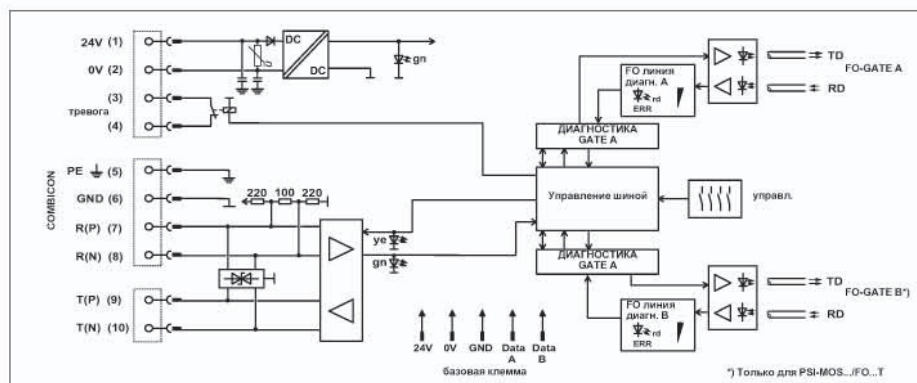 24V (1)
0V (2)
(3)
тревога
(4)
COMBICON
PE (5)
GND (6)
R(P) (7)
R(N) (8)
T(P) (9)
T(N) (10)
DC
DC
gn
220 100 220
ye
gn
24V 0V GND Data A Data B
базовая клемма
FO линия
диагн. A
rd
ERR
ДИАГНОСТИКА
GATE A
Управление шиной
управл.
ДИАГНОСТИКА
GATE A
FO линия
диагн. B
rd
ERR
TD
FO-GATE A
RD
TD
FO-GATE B*)
RD
*) Только для PSI-MOS.../FO...T